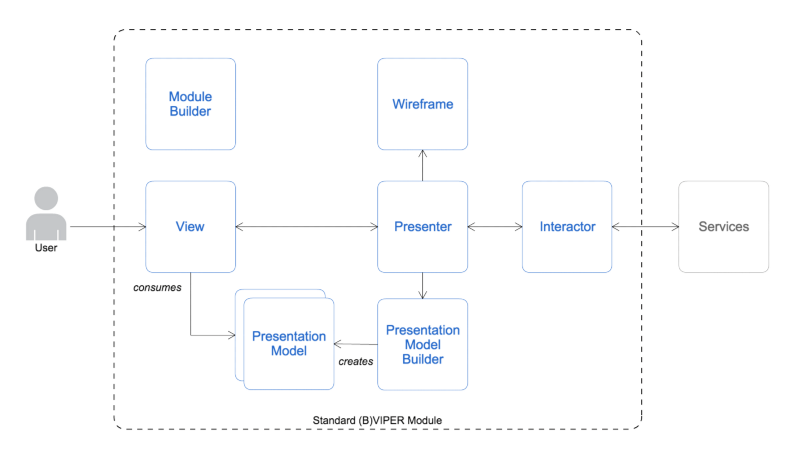 Module
Builder
Wireframe
User
View
Presenter
Interactor
Services
consumes
Presentation
Model
creates
Presentation
Model
Builder
Standard (B)VIPER Module